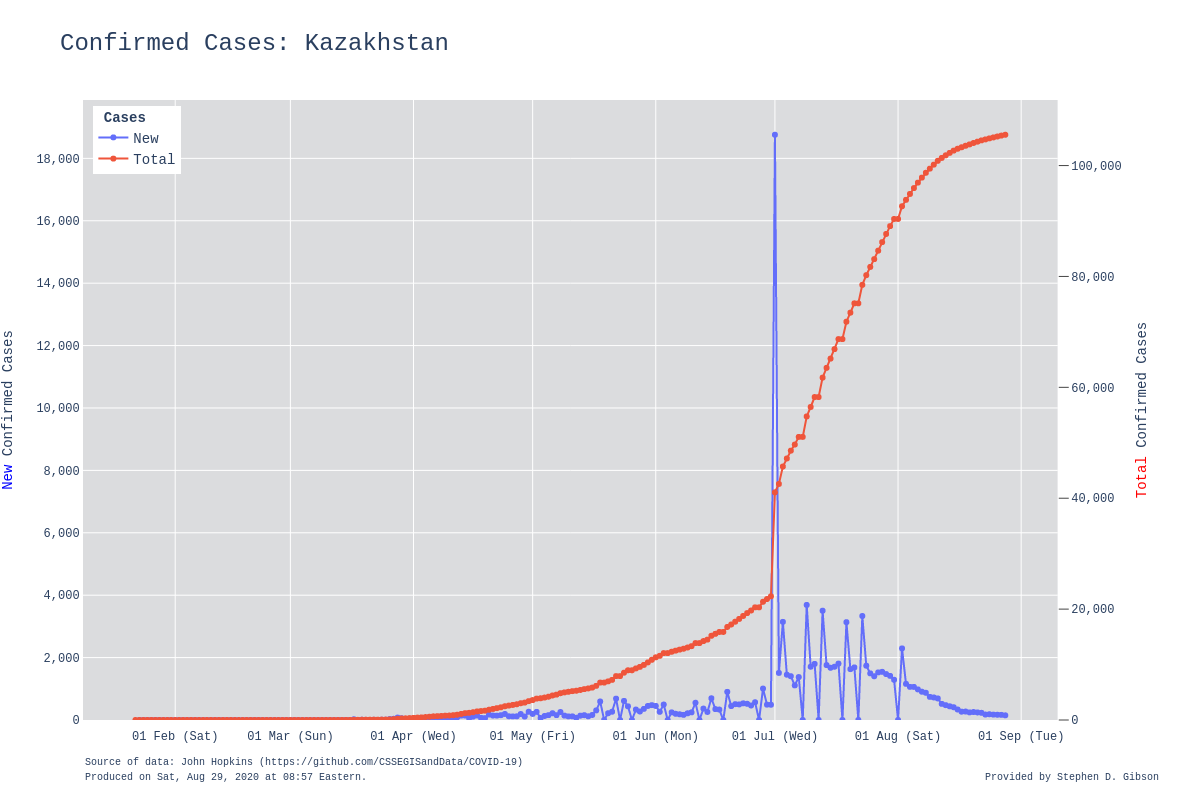 Confirmed Cases: Kazakhstan
Cases
New
Total
18,000
16,000
14,000
12,000
10,000
8,000
6,000
4,000
2,000
0
New Confirmed Cases
100,000
80,000
60,000
40,000
20,000
0
Total Confirmed Cases
01 Feb (Sat)
01 Mar (Sun)
01 Apr (Wed)
01 May (Fri)
01 Jun (Mon)
01 Jul (Wed)
01 Aug (Sat)
01 Sep (Tue)
Source of data: John Hopkins (https://github.com/CSSEGISandData/COVID-19)
Produced on Sat, Aug 29, 2020 at 08:57 Eastern.
Provided by Stephen D. Gibson